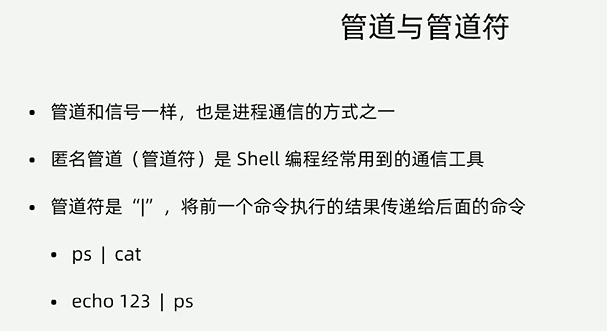 管道与管道符
• 管道和信号一样，也是进程通信的方式之一
• 匿名管道（管道符）是 Shell 编程经常用到的通信工具
• 管道符是“|”，将前一个命令执行的结果传递给后面的命令
• ps | cat
• echo 123 | ps